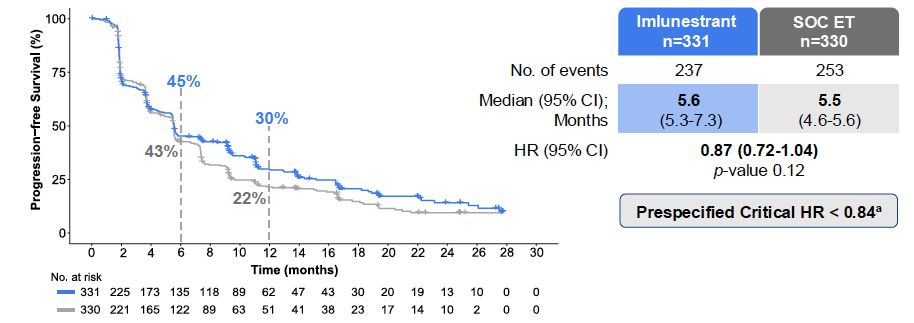 Progression–free Survival (%)
100
75
50
25
0
45%
43%
30%
22%
0 2 4 6 8 10 12 14 16 18 20 22 24 26 28 30
Time (months)
No. at risk
331 225 173 135 118 89 62 47 43 30 20 19 13 10 0 0
330 221 165 122 89 63 51 41 38 23 17 14 10 2 0 0
Imlunestrant
n=331
SOC ET
n=330
No. of events 237 253
Median (95% CI);
Months
5.6
(5.3-7.3)
5.5
(4.6-5.6)
HR (95% CI) 0.87 (0.72-1.04)
p-value 0.12
Prespecified Critical HR < 0.84ª